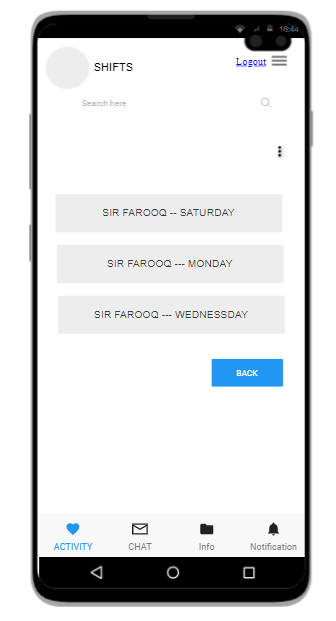 16:44
SHIFTS
Logout
Search here
SIR FAROOQ -- SATURDAY
SIR FAROOQ --- MONDAY
SIR FAROOQ --- WEDNESSDAY
BACK
ACTIVITY
CHAT
Info
Notification